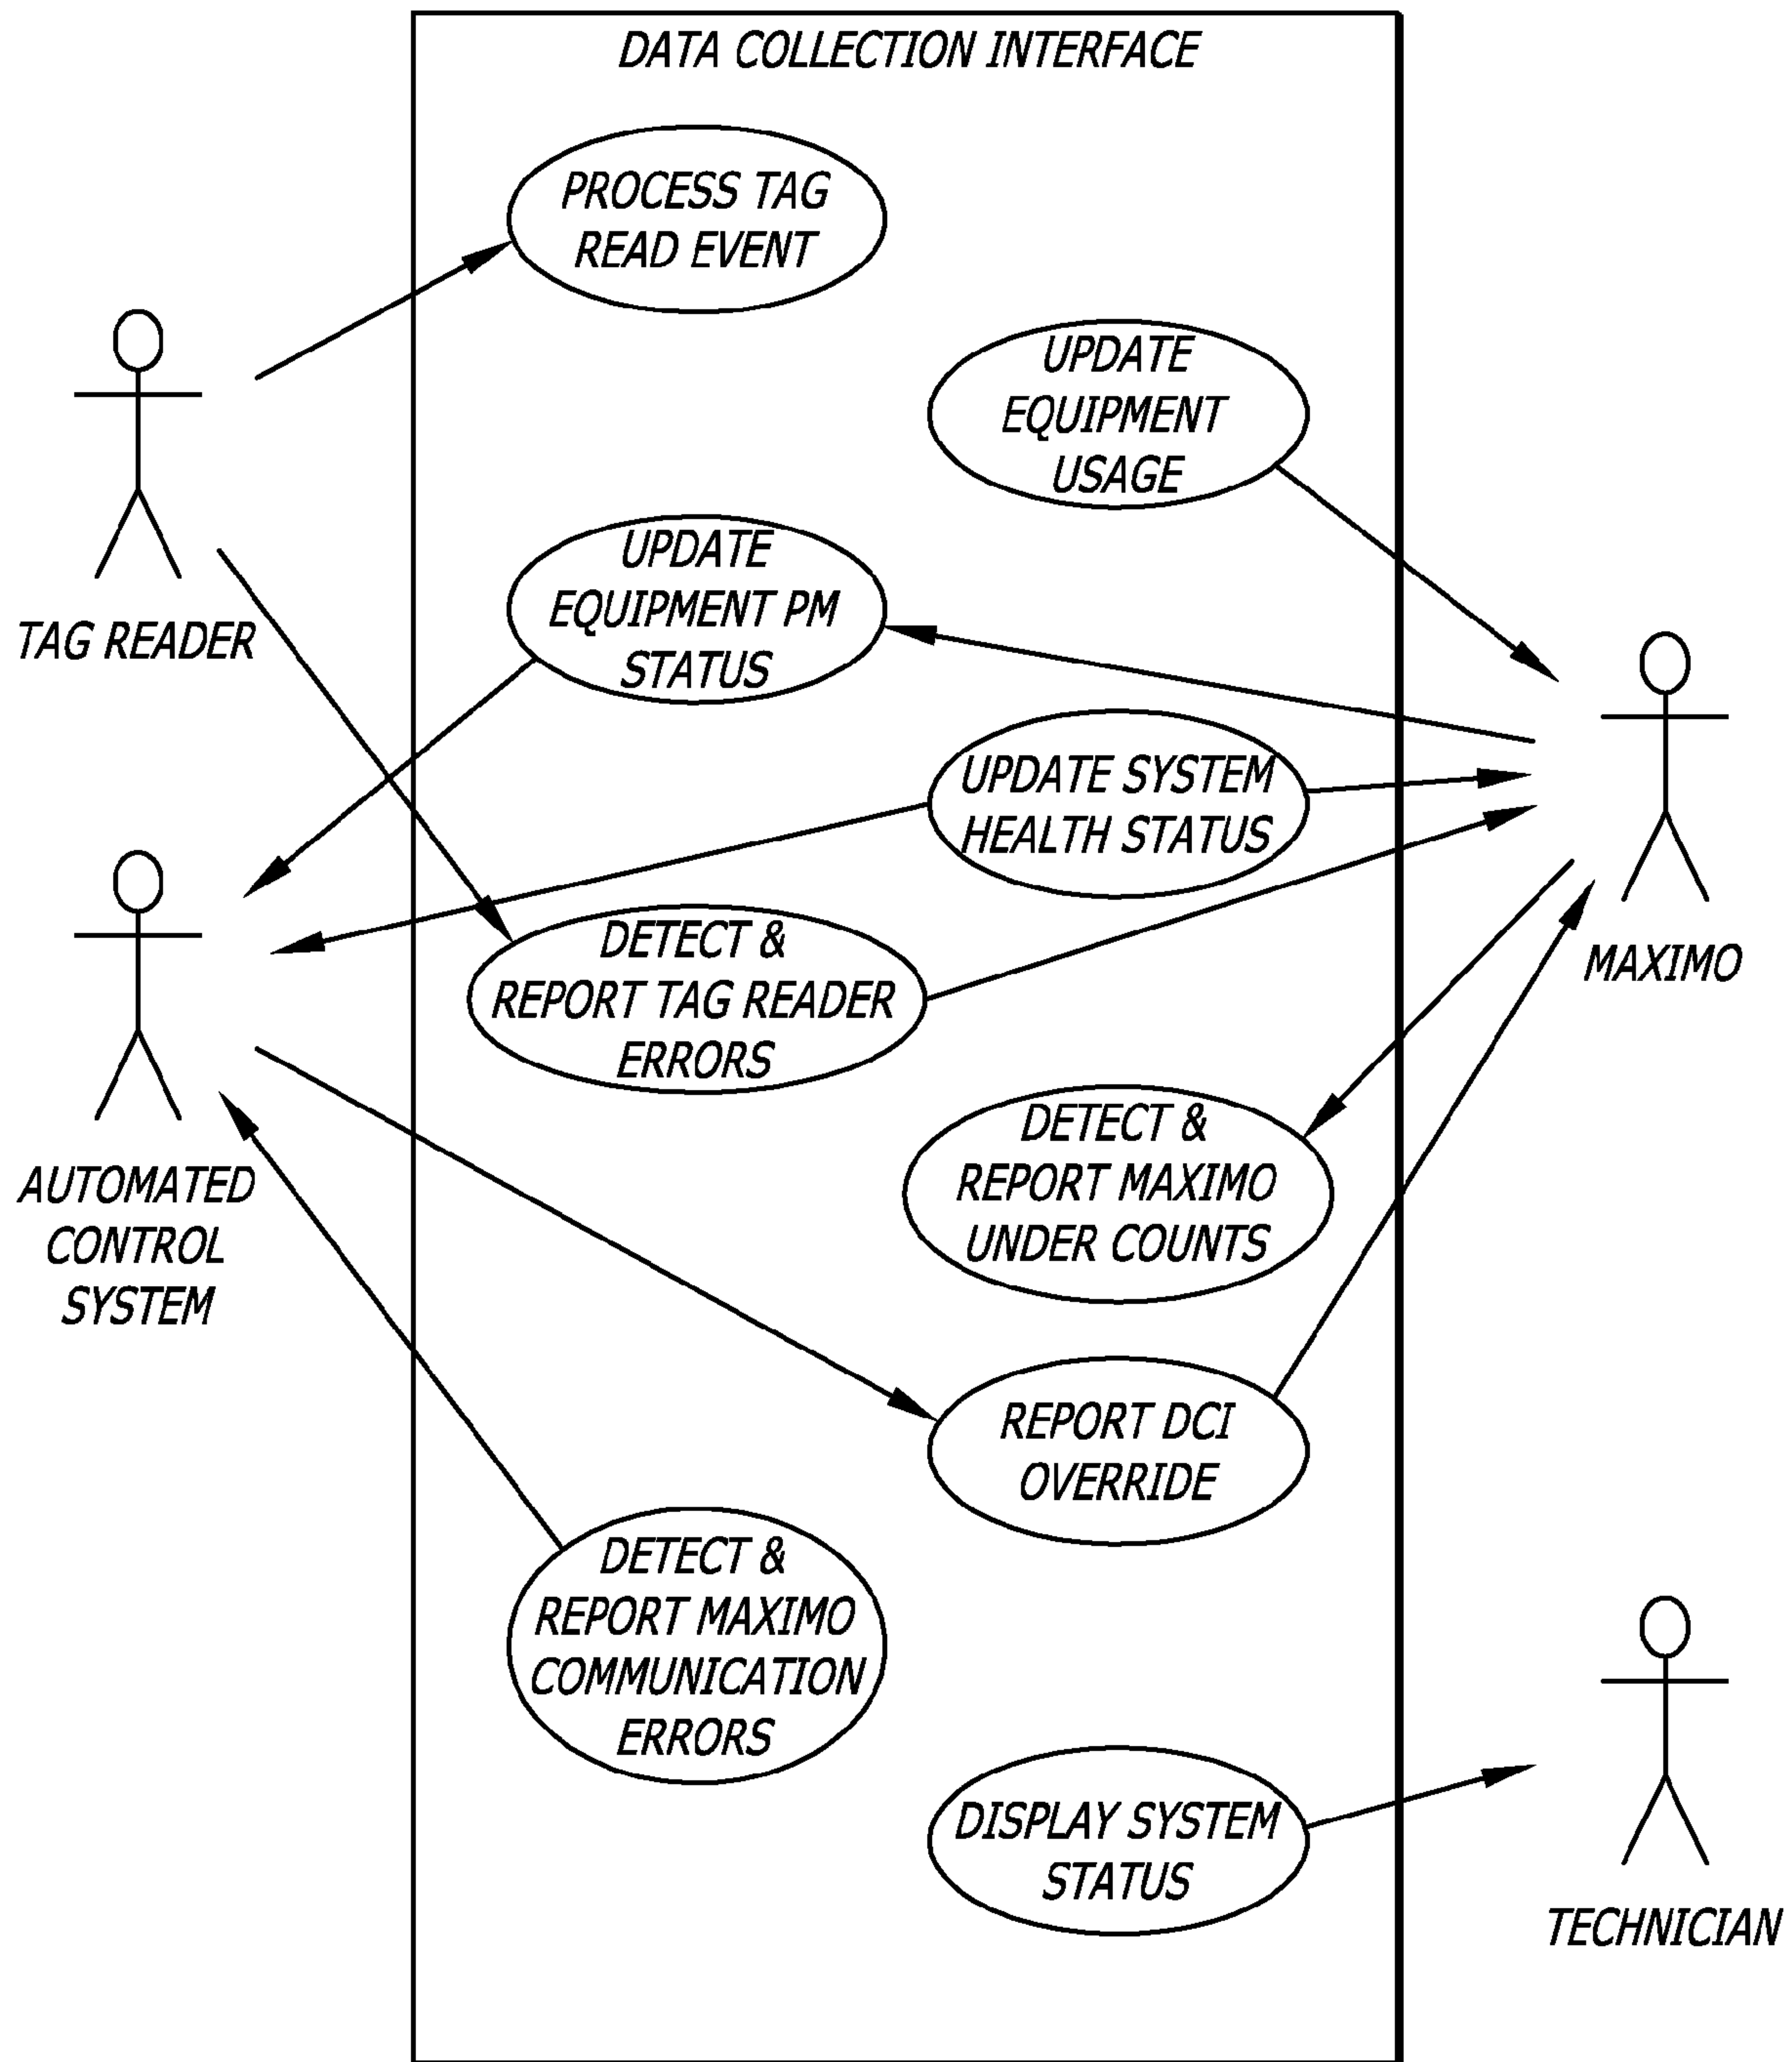 DATA COLLECTION INTERFACE
PROCESS TAG
READ EVENT
UPDATE
EQUIPMENT
USAGE
UPDATE
EQUIPMENT PM
STATUS
TAG READER
UPDATE SYSTEM
HEALTH STATUS
DETECT &
REPORT TAG READER
ERRORS
MAXIMO
DETECT &
REPORT MAXIMO
UNDER COUNTS
AUTOMATED
CONTROL
SYSTEM
REPORT DCI
OVERRIDE
DETECT &
REPORT MAXIMO
COMMUNICATION
ERRORS
DISPLAY SYSTEM
STATUS
TECHNICIAN